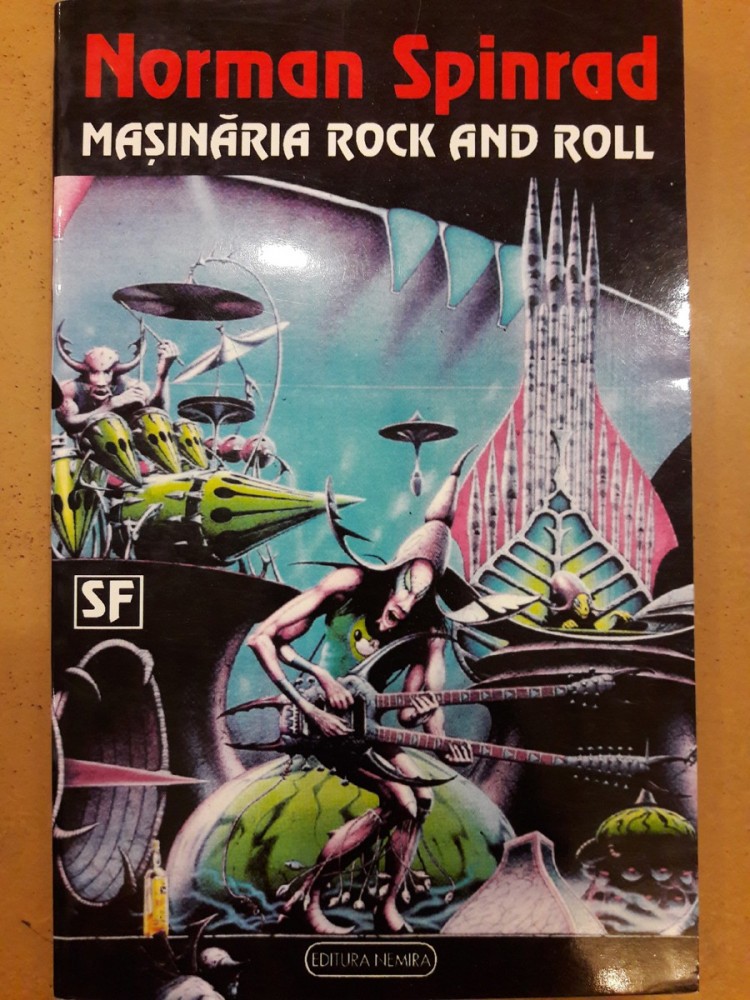 Norman Spinrad
MAȘINĂRIA ROCK AND ROLL
SF
EDITURA NEMIRA